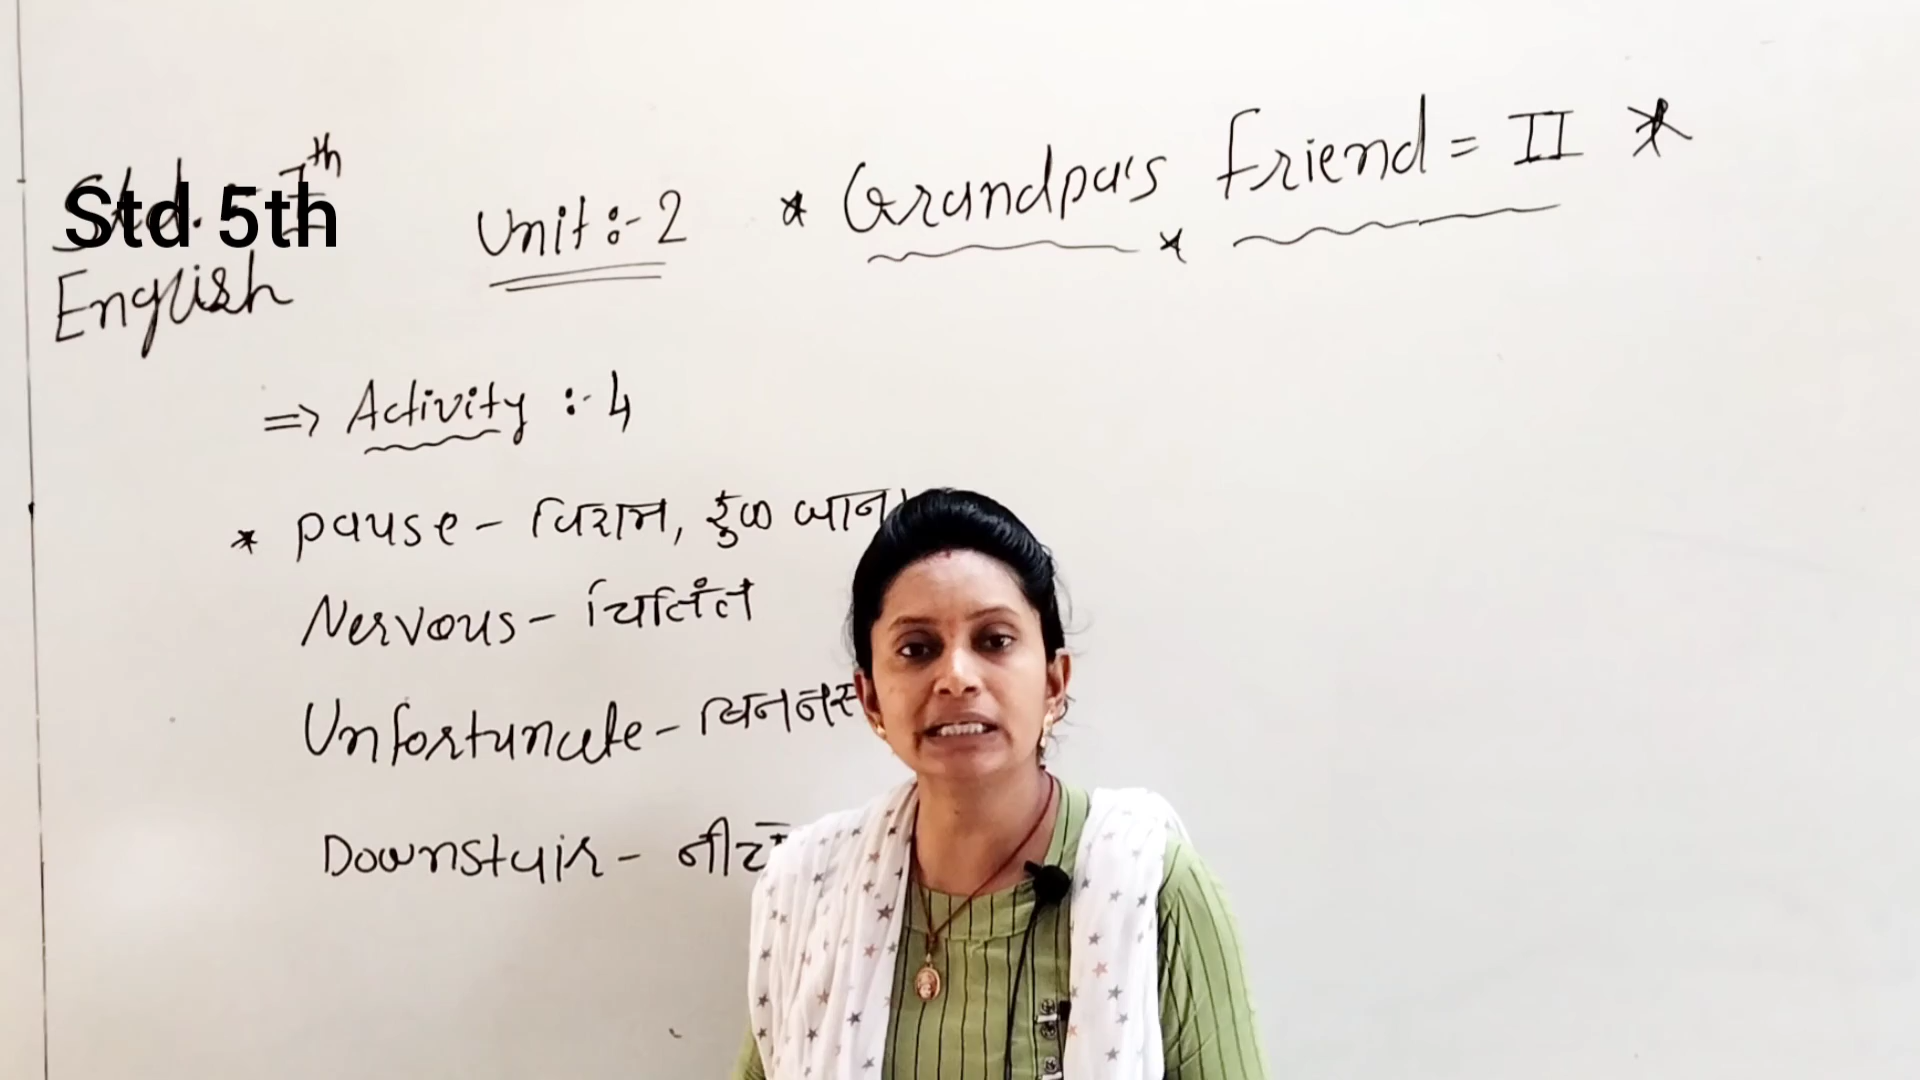 Std 5th
English
Unit :- 2
* Grandpa's Friend = II *
⇒ Activity :- 4
* Pause - विराम,
Nervous - चिंतित
Unfortunate -
Downstair -